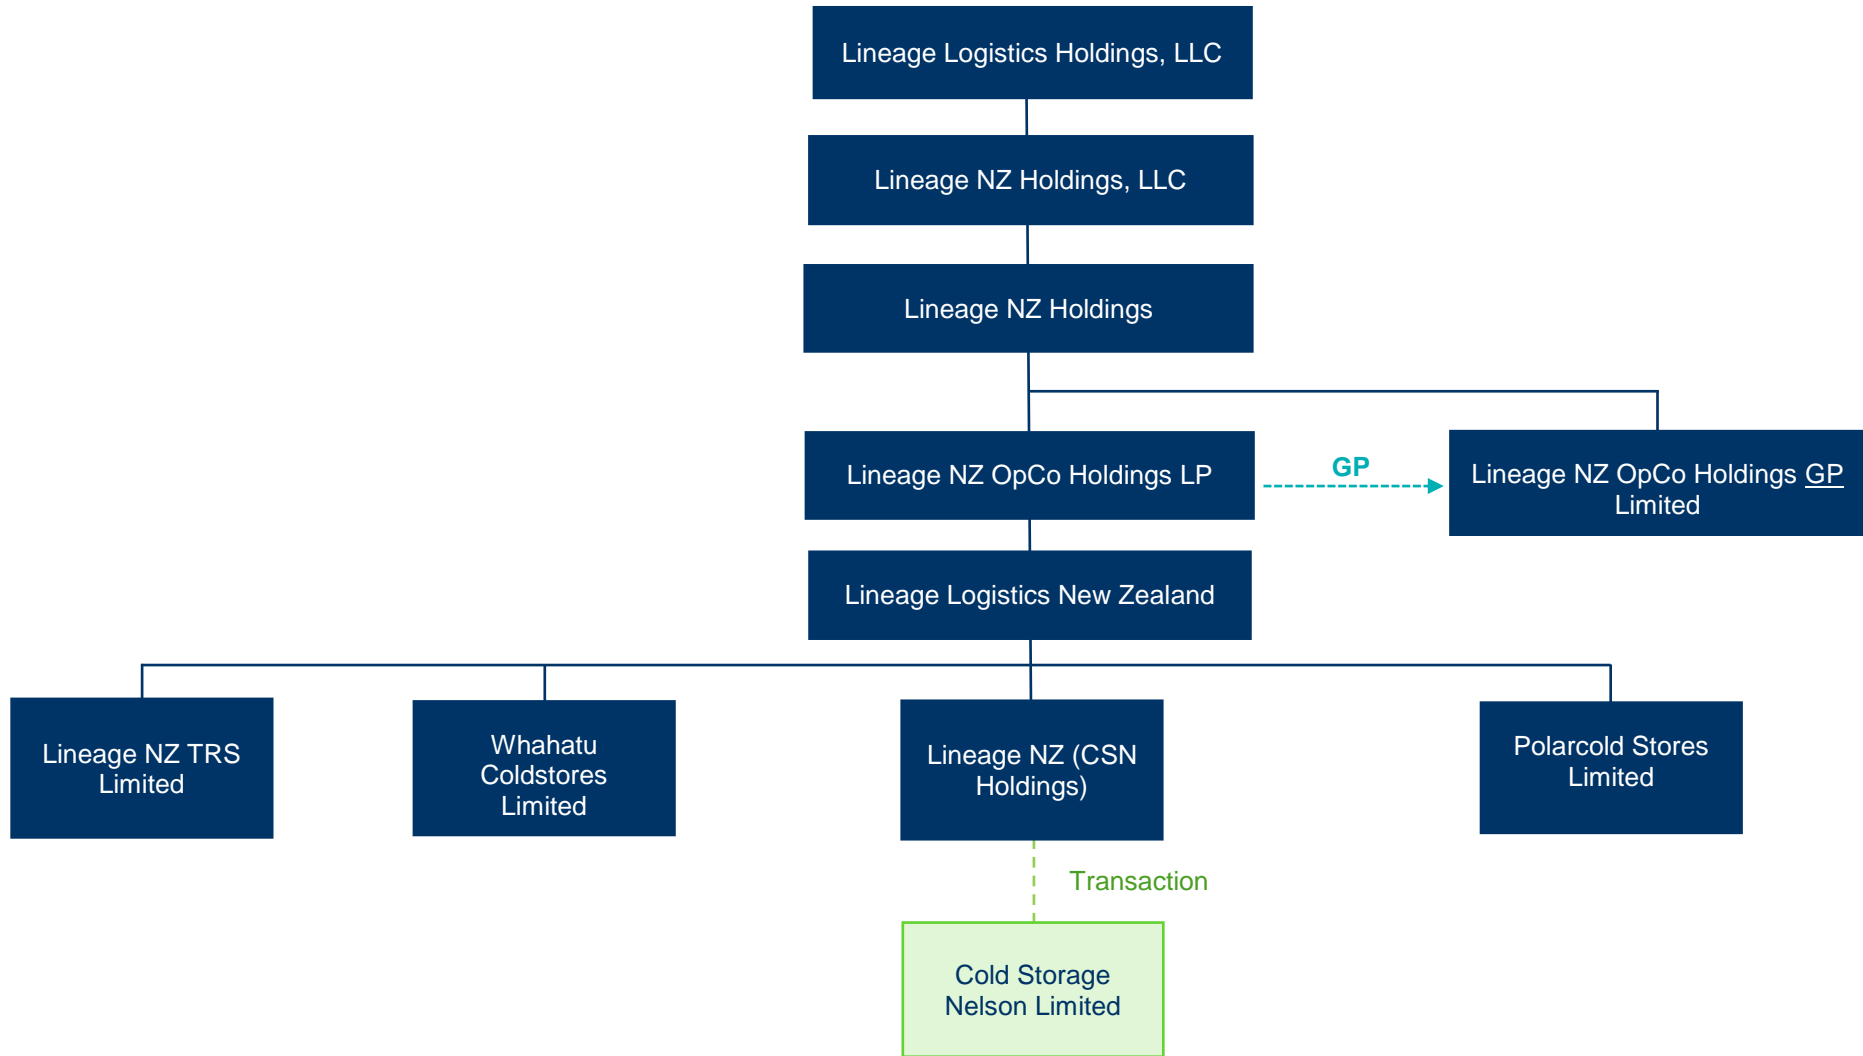 Lineage Logistics Holdings, LLC
Lineage NZ Holdings, LLC
Lineage NZ Holdings
Lineage NZ OpCo Holdings LP
GP
Lineage NZ OpCo Holdings GP
Limited
Lineage Logistics New Zealand
Lineage NZ TRS
Limited
Whahatu
Coldstores
Limited
Lineage NZ (CSN
Holdings)
Polarcold Stores
Limited
Transaction
Cold Storage
Nelson Limited